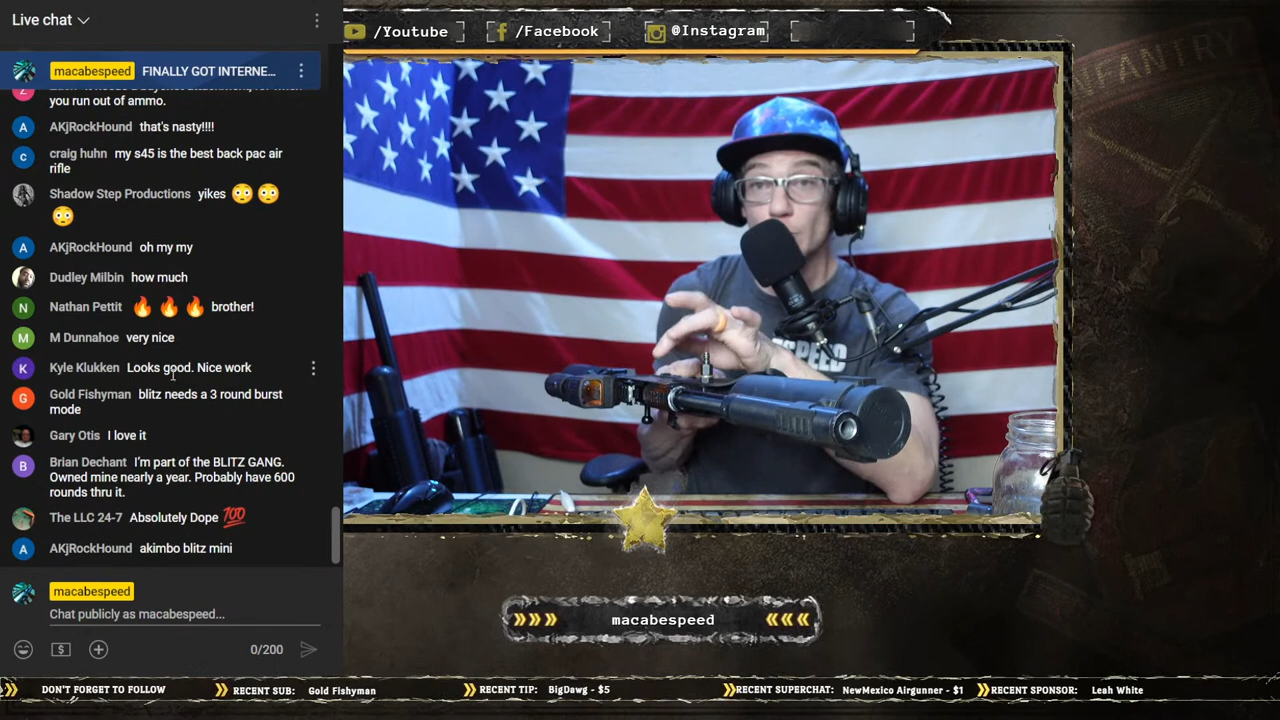 Live chat
macabespeed FINALLY GOT INTERNE...
you run out of ammo.
AKjRockHound that's nasty!!!!
craig huhn my s45 is the best back pac air
rifle
Shadow Step Productions yikes 😳 😳
😳
AKjRockHound oh my my
Dudley Milbin how much
Nathan Pettit 🔥 🔥 🔥 brother!
M Dunnahoe very nice
Kyle Klukken Looks good. Nice work
Gold Fishyman blitz needs a 3 round burst
mode
Gary Otis I love it
Brian Dechant I'm part of the BLITZ GANG.
Owned mine nearly a year. Probably have 600
rounds thru it.
The LLC 24-7 Absolutely Dope 💯
AKjRockHound akimbo blitz mini
macabespeed
Chat publicly as macabespeed...
0/200
/Youtube
/Facebook
@Instagram
INFANTRY
macabespeed
DON'T FORGET TO FOLLOW
RECENT SUB: Gold Fishyman
RECENT TIP: BigDawg - $5
RECENT SUPERCHAT: NewMexico Airgunner - $1
RECENT SPONSOR: Leah White